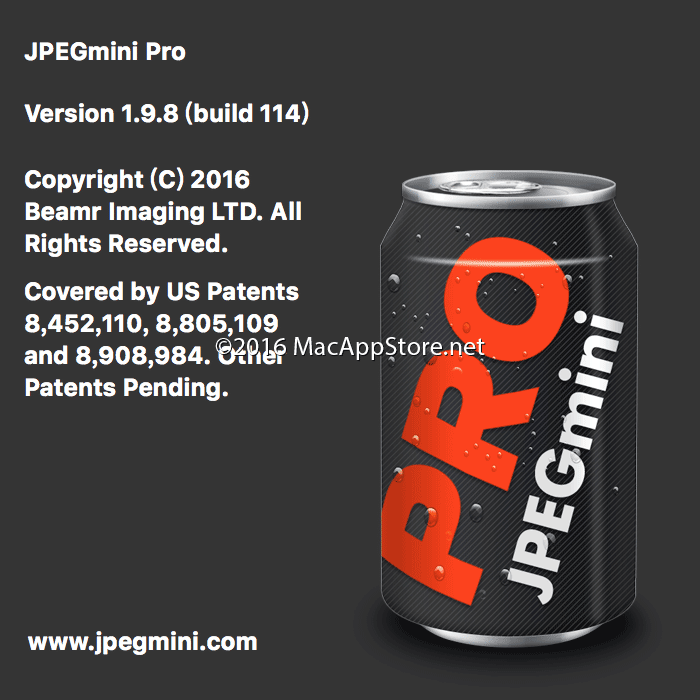 JPEGmini Pro
Version 1.9.8 (build 114)
Copyright (C) 2016
Beamr Imaging LTD. All
Rights Reserved.
Covered by US Patents
8,452,110, 8,805,109
and 8,908,984. Other
Patents Pending.
©2016 MacAppStore.net
PRO
JPEGmini
www.jpegmini.com